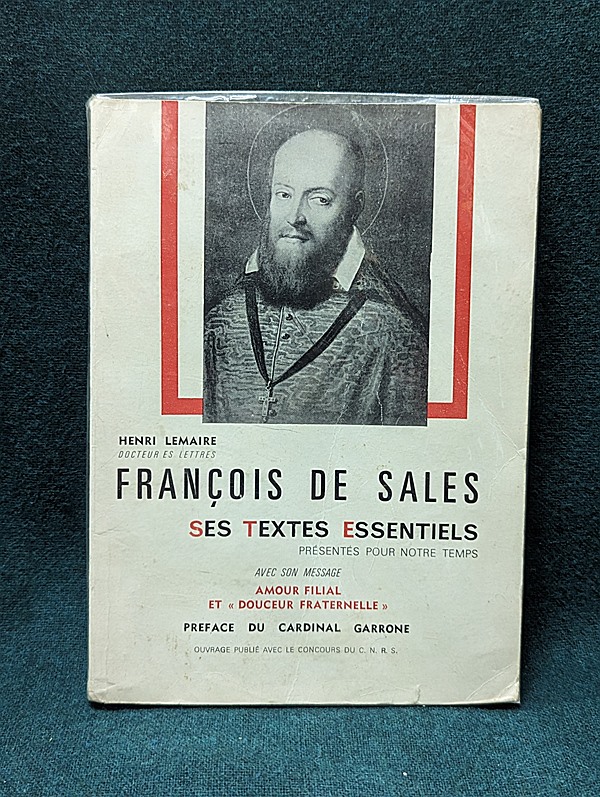 HENRI LEMAIRE
DOCTEUR ES LETTRES
FRANÇOIS DE SALES
SES TEXTES ESSENTIELS
PRÉSENTÉS POUR NOTRE TEMPS
AVEC SON MESSAGE
AMOUR FILIAL
ET « DOUCEUR FRATERNELLE »
PREFACE DU CARDINAL GARRONE
OUVRAGE PUBLIÉ AVEC LE CONCOURS DU C. N. R. S.